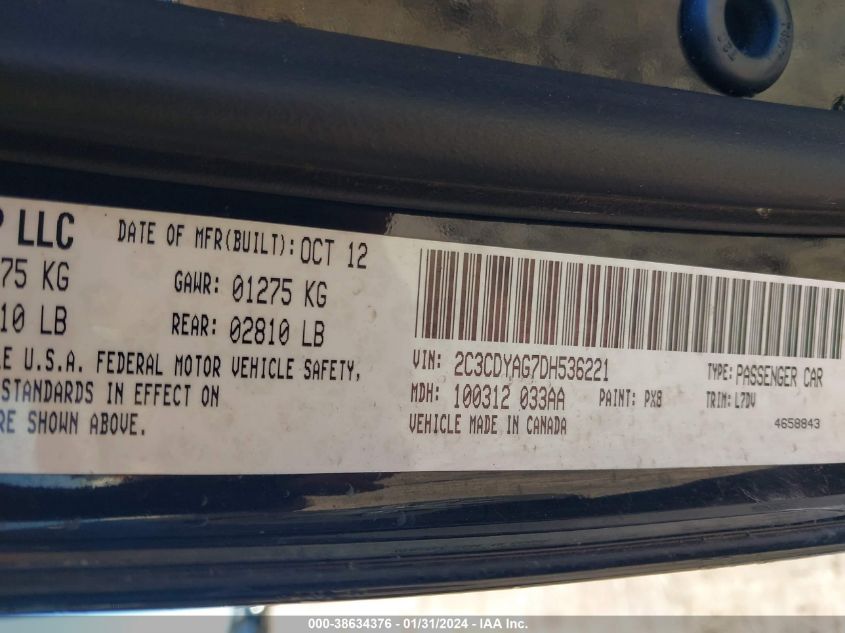 LLC DATE OF MFR(BUILT): OCT 12
75 KG GAWR: 01275 KG
10 LB REAR: 02810 LB
U.S.A. FEDERAL MOTOR VEHICLE SAFETY,
STANDARDS IN EFFECT ON
SHOWN ABOVE.
VIN: 2C3CDYAG7DH536221 TYPE: PASSENGER CAR
MDH: 100312 033AA PAINT: PX8 TRIM: L7DV
VEHICLE MADE IN CANADA 4658843
000-38634376 - 01/31/2024 - IAA Inc.